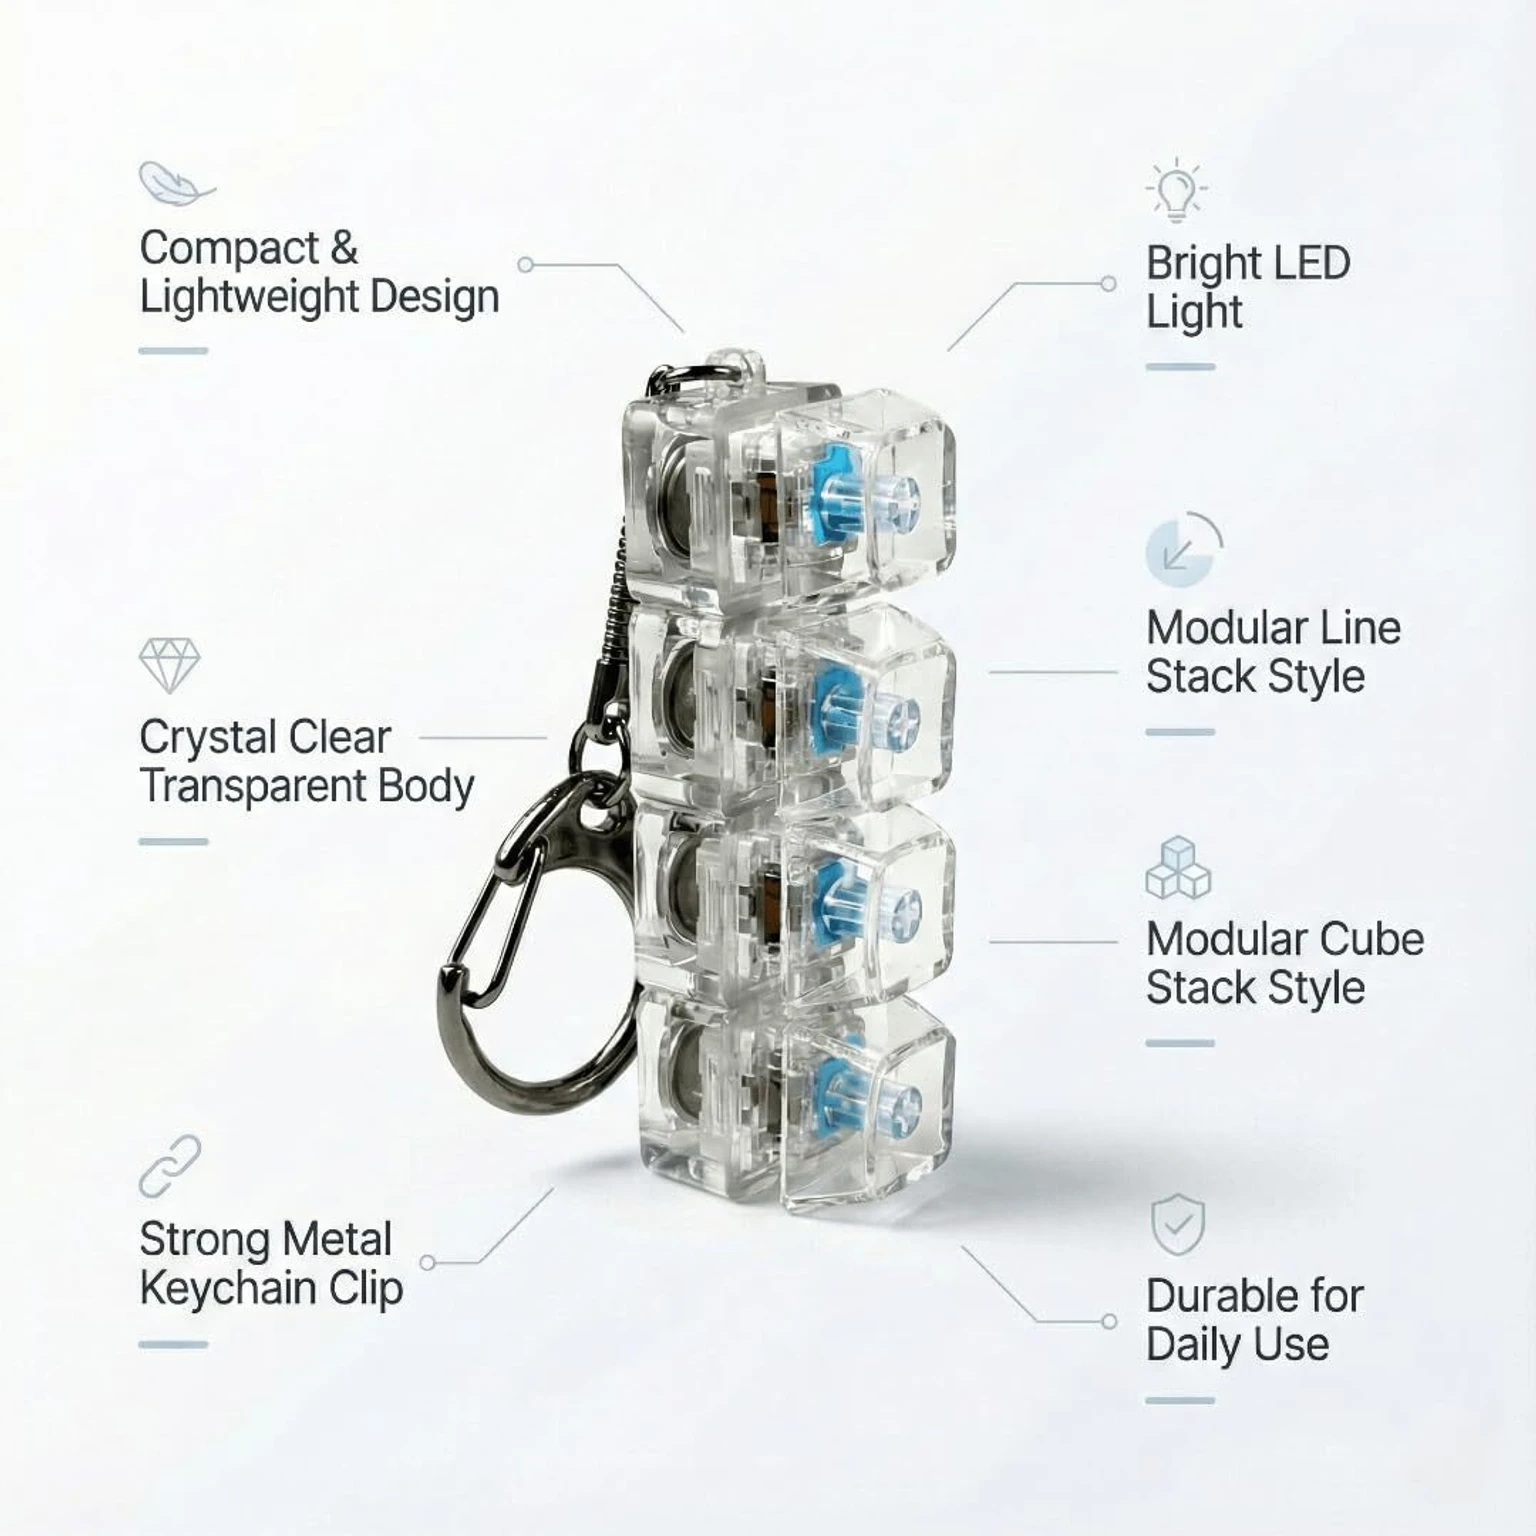 Compact &
Lightweight Design
Crystal Clear
Transparent Body
Strong Metal
Keychain Clip
Bright LED
Light
Modular Line
Stack Style
Modular Cube
Stack Style
Durable for
Daily Use